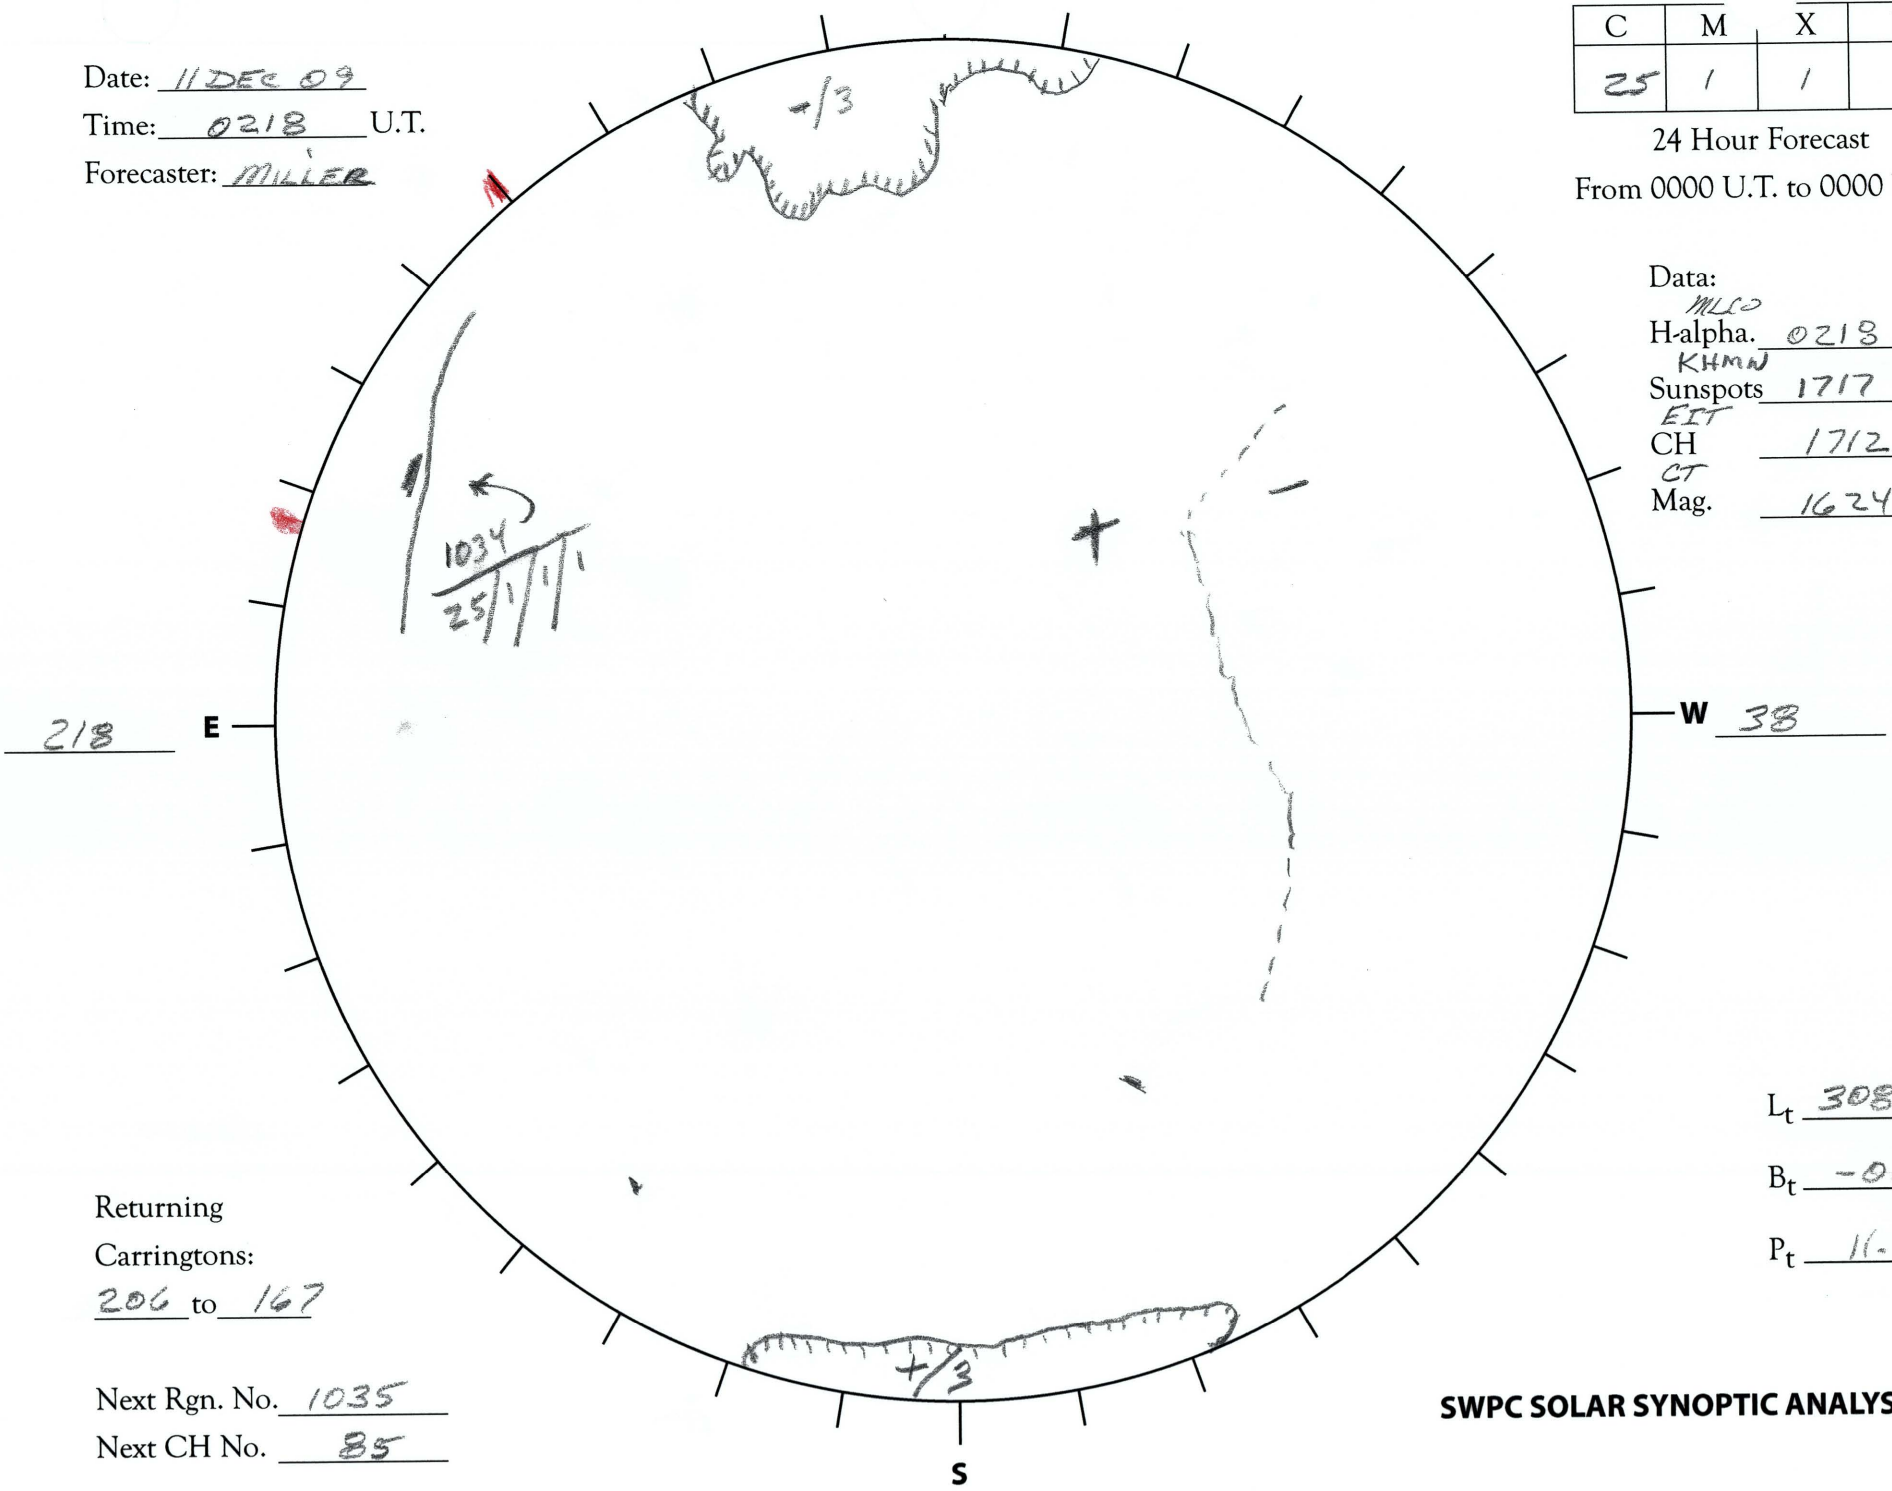 Date: 11 DEC 09
Time: 0218 U.T.
Forecaster: MILLER
C M X
25 1 1
24 Hour Forecast
From 0000 U.T. to 0000
Data:
MLSO
H-alpha. 0218
KHMN
Sunspots 1717
EIT
CH 1712
CT
Mag. 1624
-/3
1034
25/1/1/1
+
-
218 E
W 38
Lt 308
Bt -0
Pt 11.
Returning
Carringtons:
206 to 167
+/3
Next Rgn. No. 1035
Next CH No. 85
SWPC SOLAR SYNOPTIC ANALYS
S